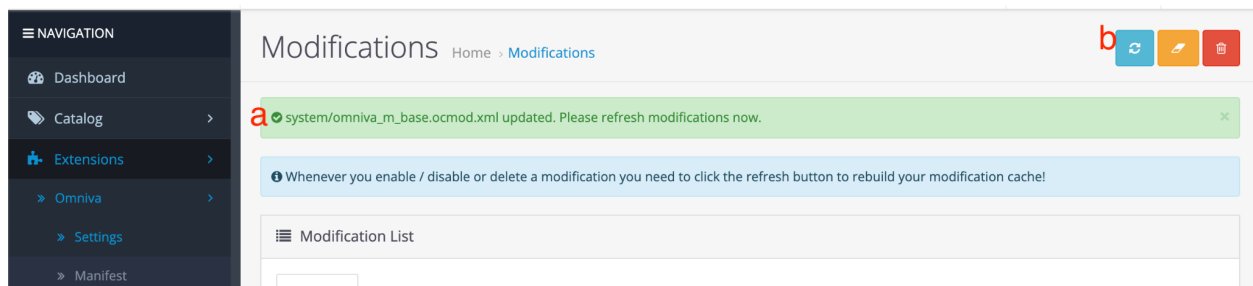 NAVIGATION
Modifications Home › Modifications
b
Dashboard
Catalog
a system/omniva_m_base.ocmod.xml updated. Please refresh modifications now. ×
Extensions
Whenever you enable / disable or delete a modification you need to click the refresh button to rebuild your modification cache!
Omniva
Settings
Modification List
Manifest